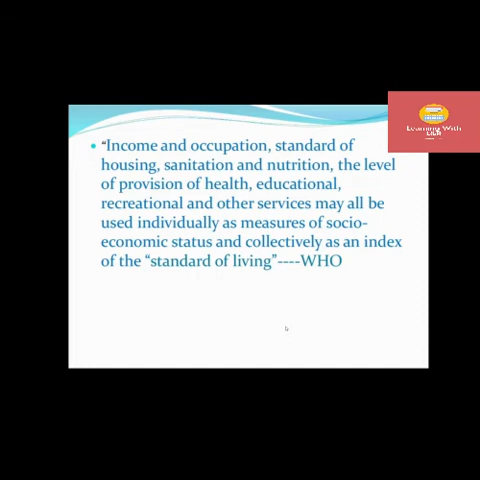 “Income and occupation, standard of
housing, sanitation and nutrition, the level
of provision of health, educational,
recreational and other services may all be
used individually as measures of socio-
economic status and collectively as an index
of the “standard of living”----WHO
Learning With